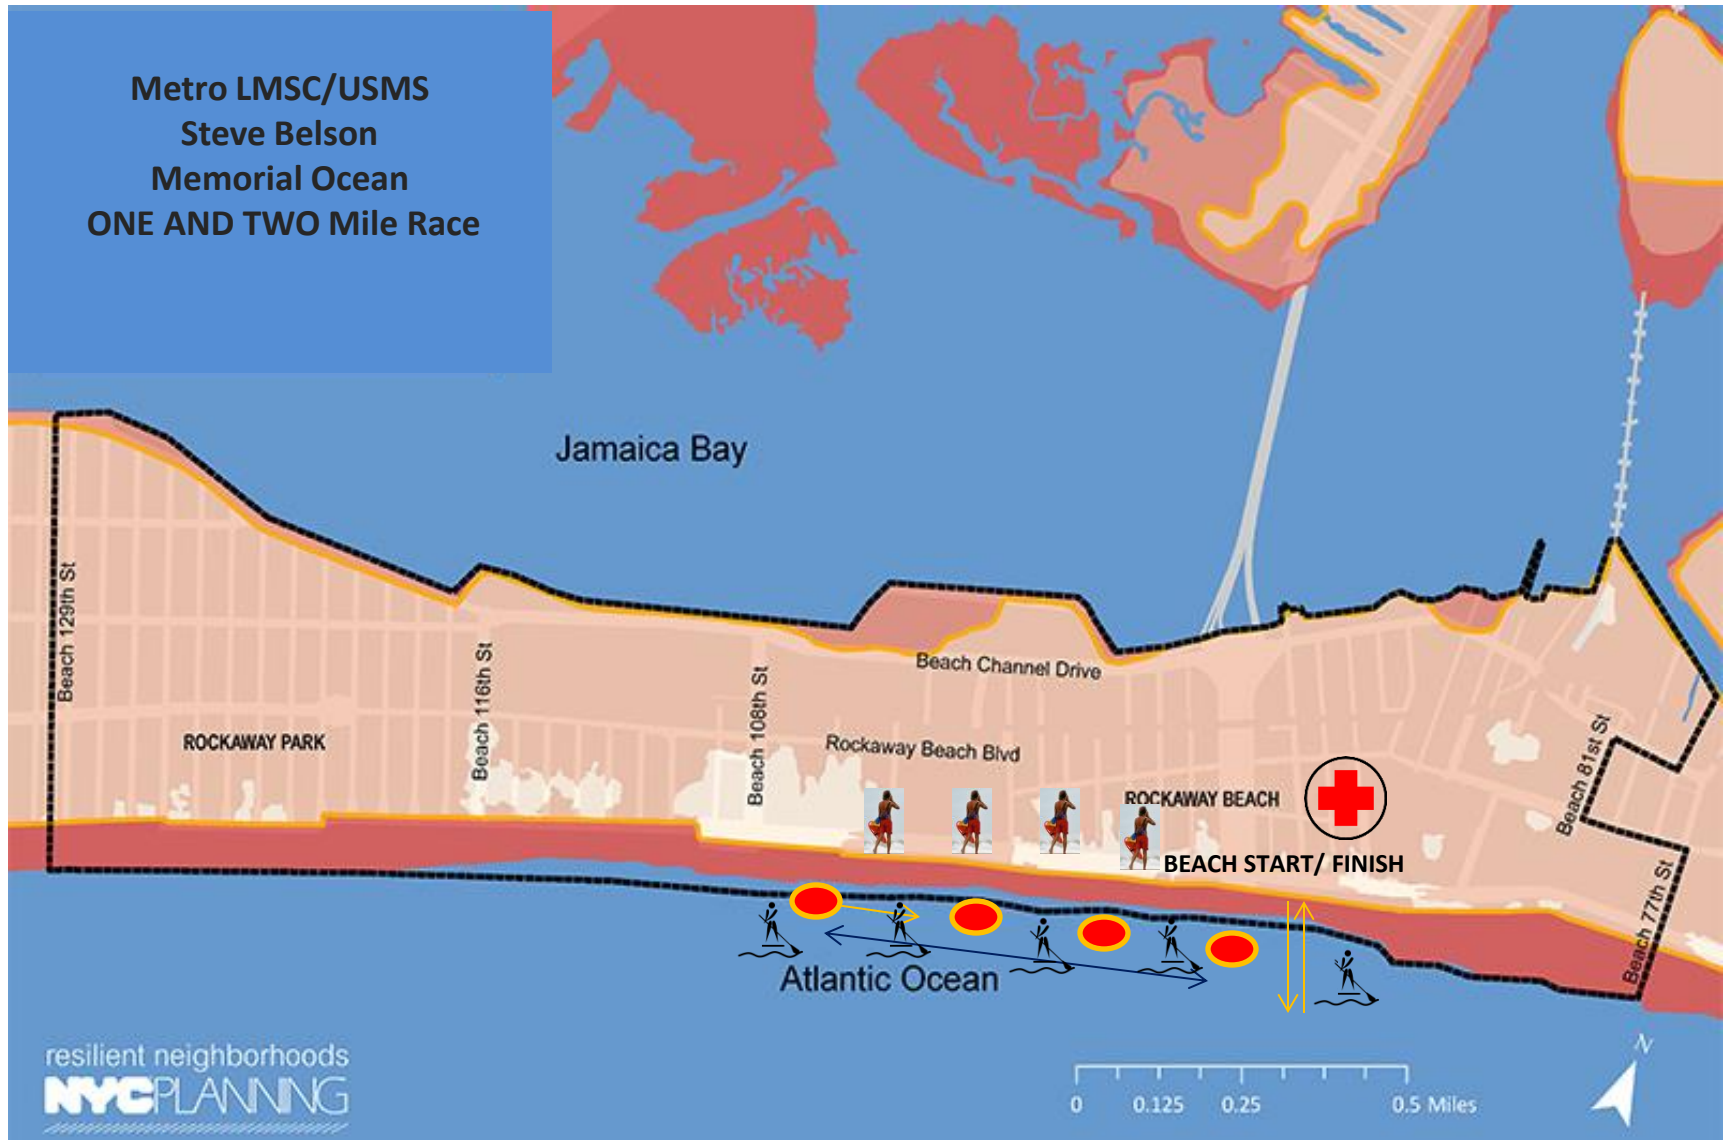 Metro LMSC/USMS
Steve Belson
Memorial Ocean
ONE AND TWO Mile Race
Jamaica Bay
Beach 129th St
Beach 116th St
Beach 108th St
Beach Channel Drive
Rockaway Beach Blvd
ROCKAWAY PARK
ROCKAWAY BEACH
Beach 81st St
BEACH START/ FINISH
Beach 77th St
Atlantic Ocean
resilient neighborhoods
NYCPLANNING
N
0 0.125 0.25 0.5 Miles